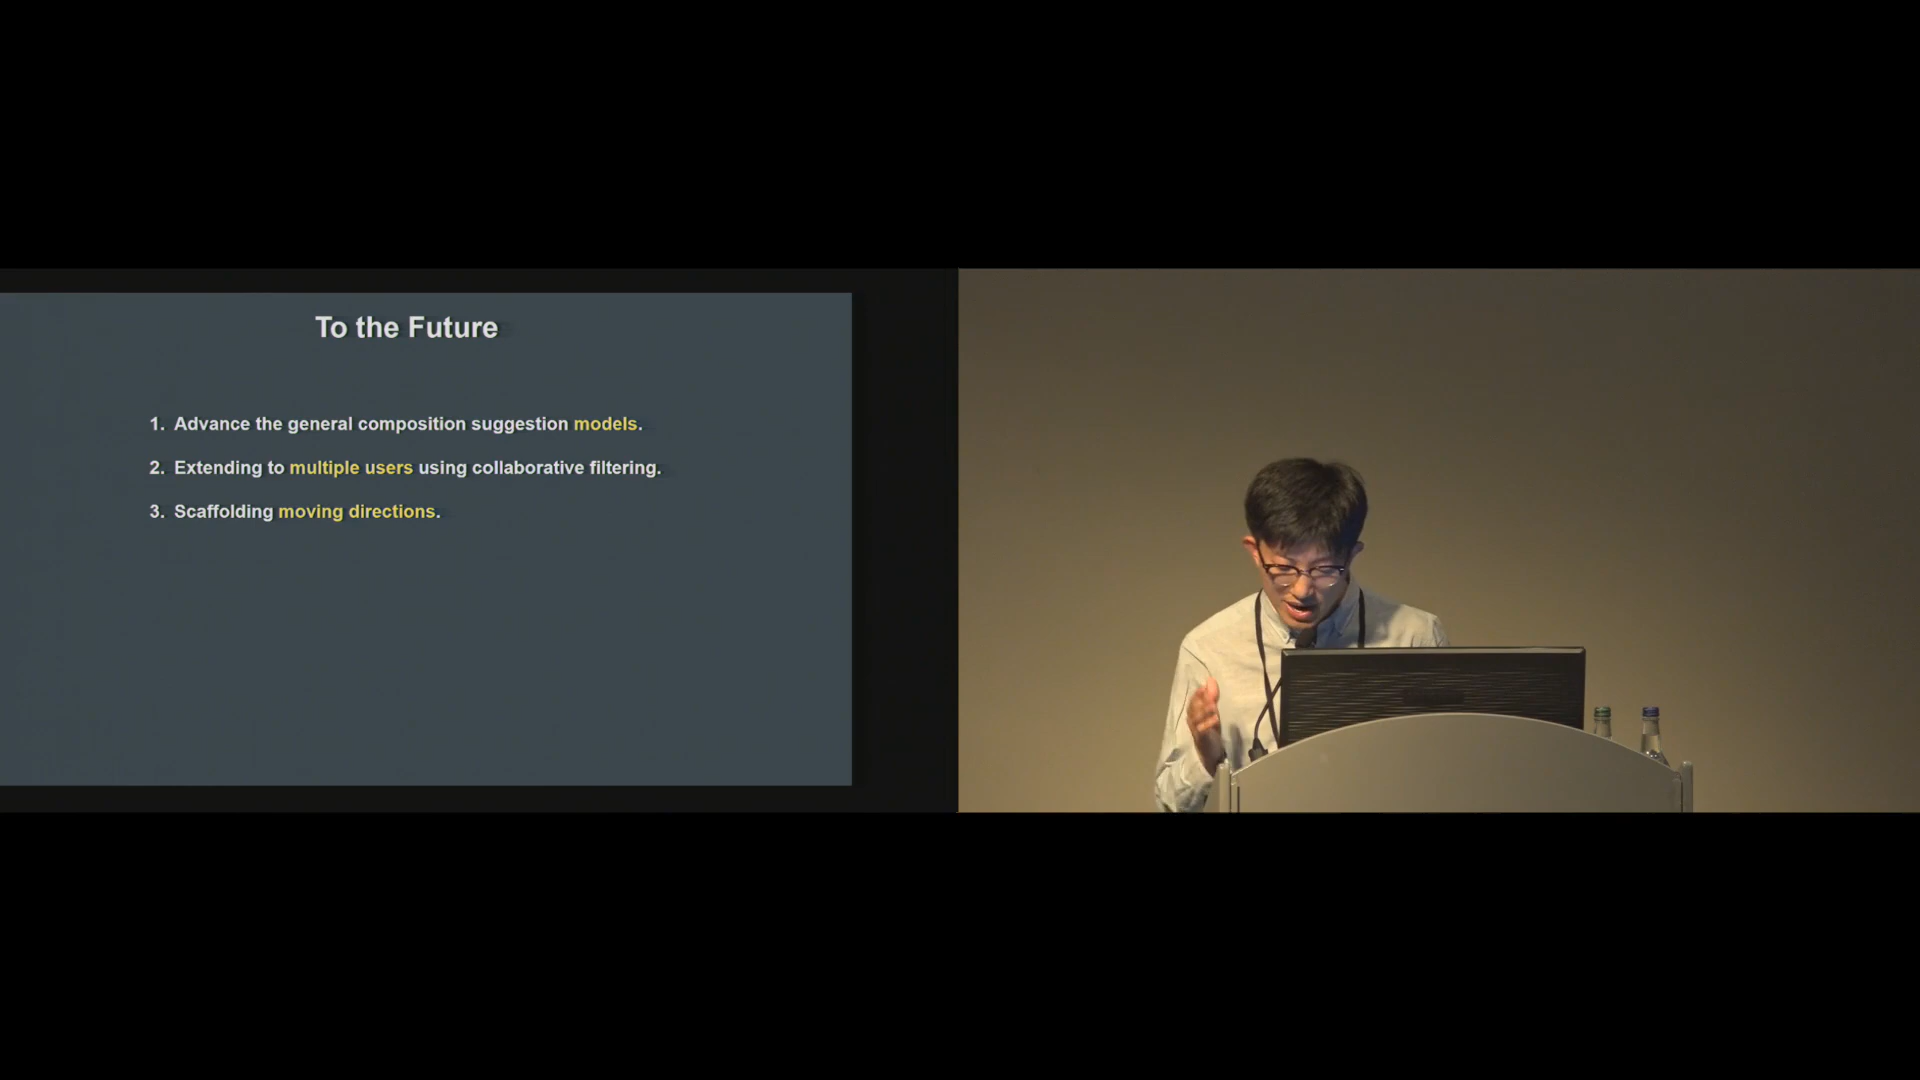 To the Future
1. Advance the general composition suggestion models.
2. Extending to multiple users using collaborative filtering.
3. Scaffolding moving directions.